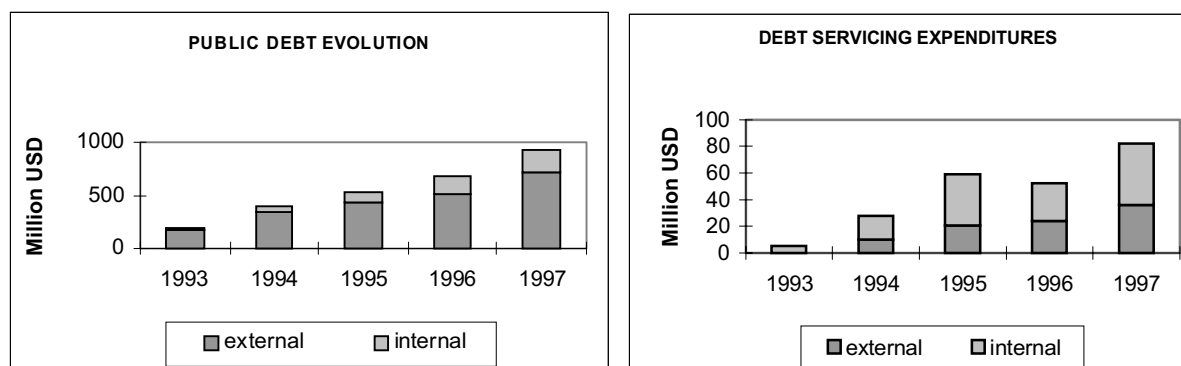 PUBLIC DEBT EVOLUTION
Million USD
1000
500
0
1993 1994 1995 1996 1997
external internal
DEBT SERVICING EXPENDITURES
Million USD
100
80
60
40
20
0
1993 1994 1995 1996 1997
external internal